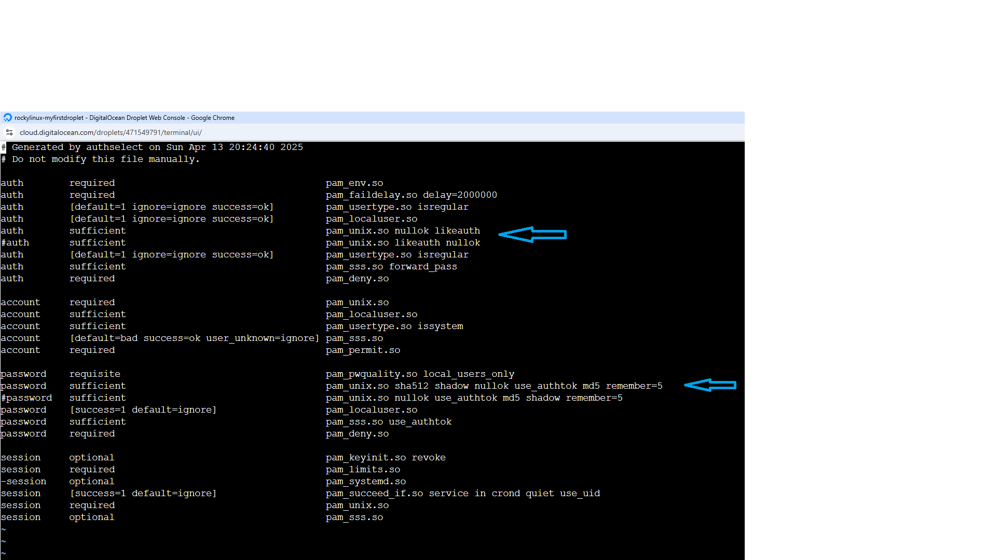 rockylinux-myfirstdroplet - DigitalOcean Droplet Web Console - Google Chrome
cloud.digitalocean.com/droplets/471549791/terminal/ui/
# Generated by authselect on Sun Apr 13 20:24:40 2025
# Do not modify this file manually.
auth required pam_env.so
auth required pam_faildelay.so delay=2000000
auth [default=1 ignore=ignore success=ok] pam_usertype.so isregular
auth [default=1 ignore=ignore success=ok] pam_localuser.so
auth sufficient pam_unix.so nullok likeauth
#auth sufficient pam_unix.so likeauth nullok
auth [default=1 ignore=ignore success=ok] pam_usertype.so isregular
auth sufficient pam_sss.so forward_pass
auth required pam_deny.so
account required pam_unix.so
account sufficient pam_localuser.so
account sufficient pam_usertype.so issystem
account [default=bad success=ok user_unknown=ignore] pam_sss.so
account required pam_permit.so
password requisite pam_pwquality.so local_users_only
password sufficient pam_unix.so sha512 shadow nullok use_authtok md5 remember=5
#password sufficient pam_unix.so nullok use_authtok md5 shadow remember=5
password [success=1 default=ignore] pam_localuser.so
password sufficient pam_sss.so use_authtok
password required pam_deny.so
session optional pam_keyinit.so revoke
session required pam_limits.so
-session optional pam_systemd.so
session [success=1 default=ignore] pam_succeed_if.so service in crond quiet use_uid
session required pam_unix.so
session optional pam_sss.so
~
~
~